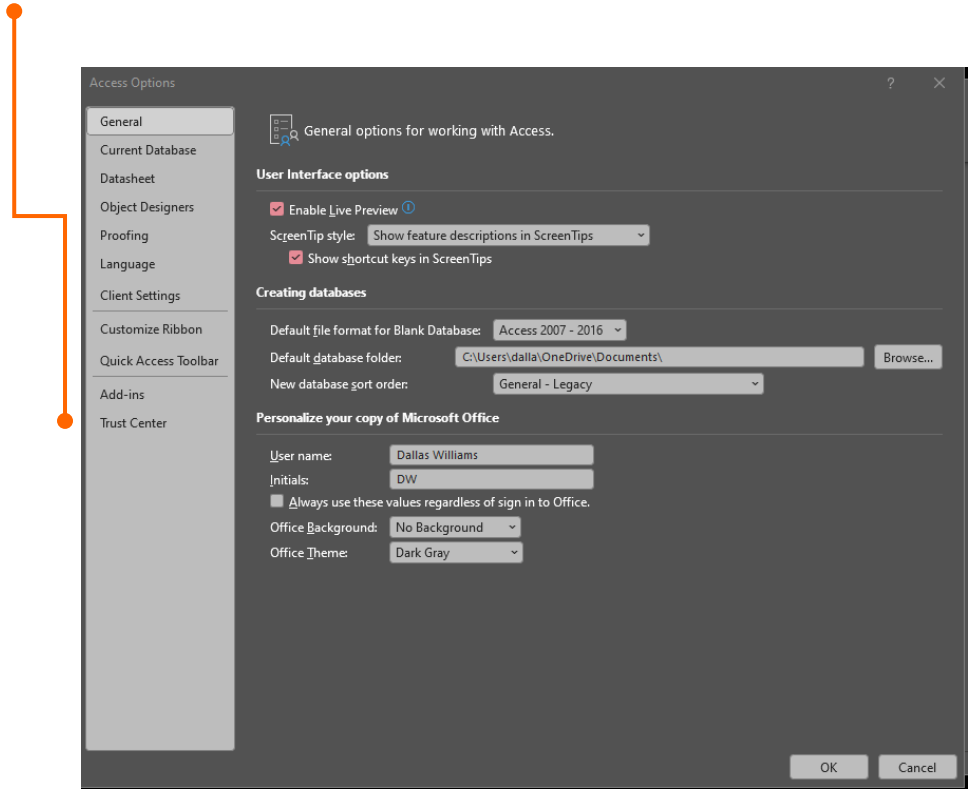 Access Options
?
General
Current Database
Datasheet
Object Designers
Proofing
Language
Client Settings
Customize Ribbon
Quick Access Toolbar
Add-ins
Trust Center
General options for working with Access.
User Interface options
Enable Live Preview
ScreenTip style: Show feature descriptions in ScreenTips
Show shortcut keys in ScreenTips
Creating databases
Default file format for Blank Database: Access 2007 - 2016
Default database folder: C:\Users\dalla\OneDrive\Documents\ Browse...
New database sort order: General - Legacy
Personalize your copy of Microsoft Office
User name: Dallas Williams
Initials: DW
Always use these values regardless of sign in to Office.
Office Background: No Background
Office Theme: Dark Gray
OK Cancel